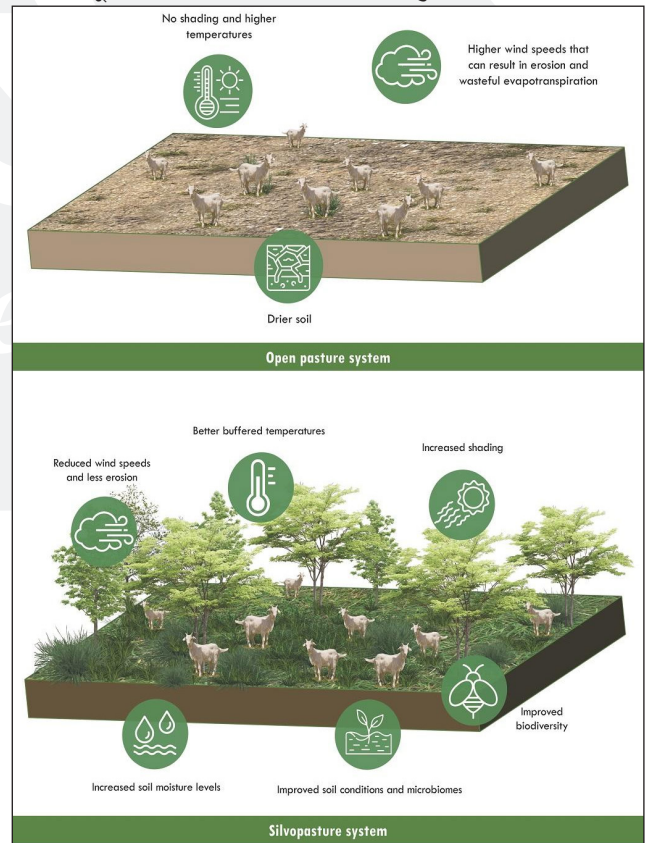 No shading and higher
temperatures
Higher wind speeds that
can result in erosion and
wasteful evapotranspiration
Drier soil
Open pasture system
Better buffered temperatures
Increased shading
Reduced wind speeds
and less erosion
Improved
biodiversity
Increased soil moisture levels
Improved soil conditions and microbiomes
Silvopasture system